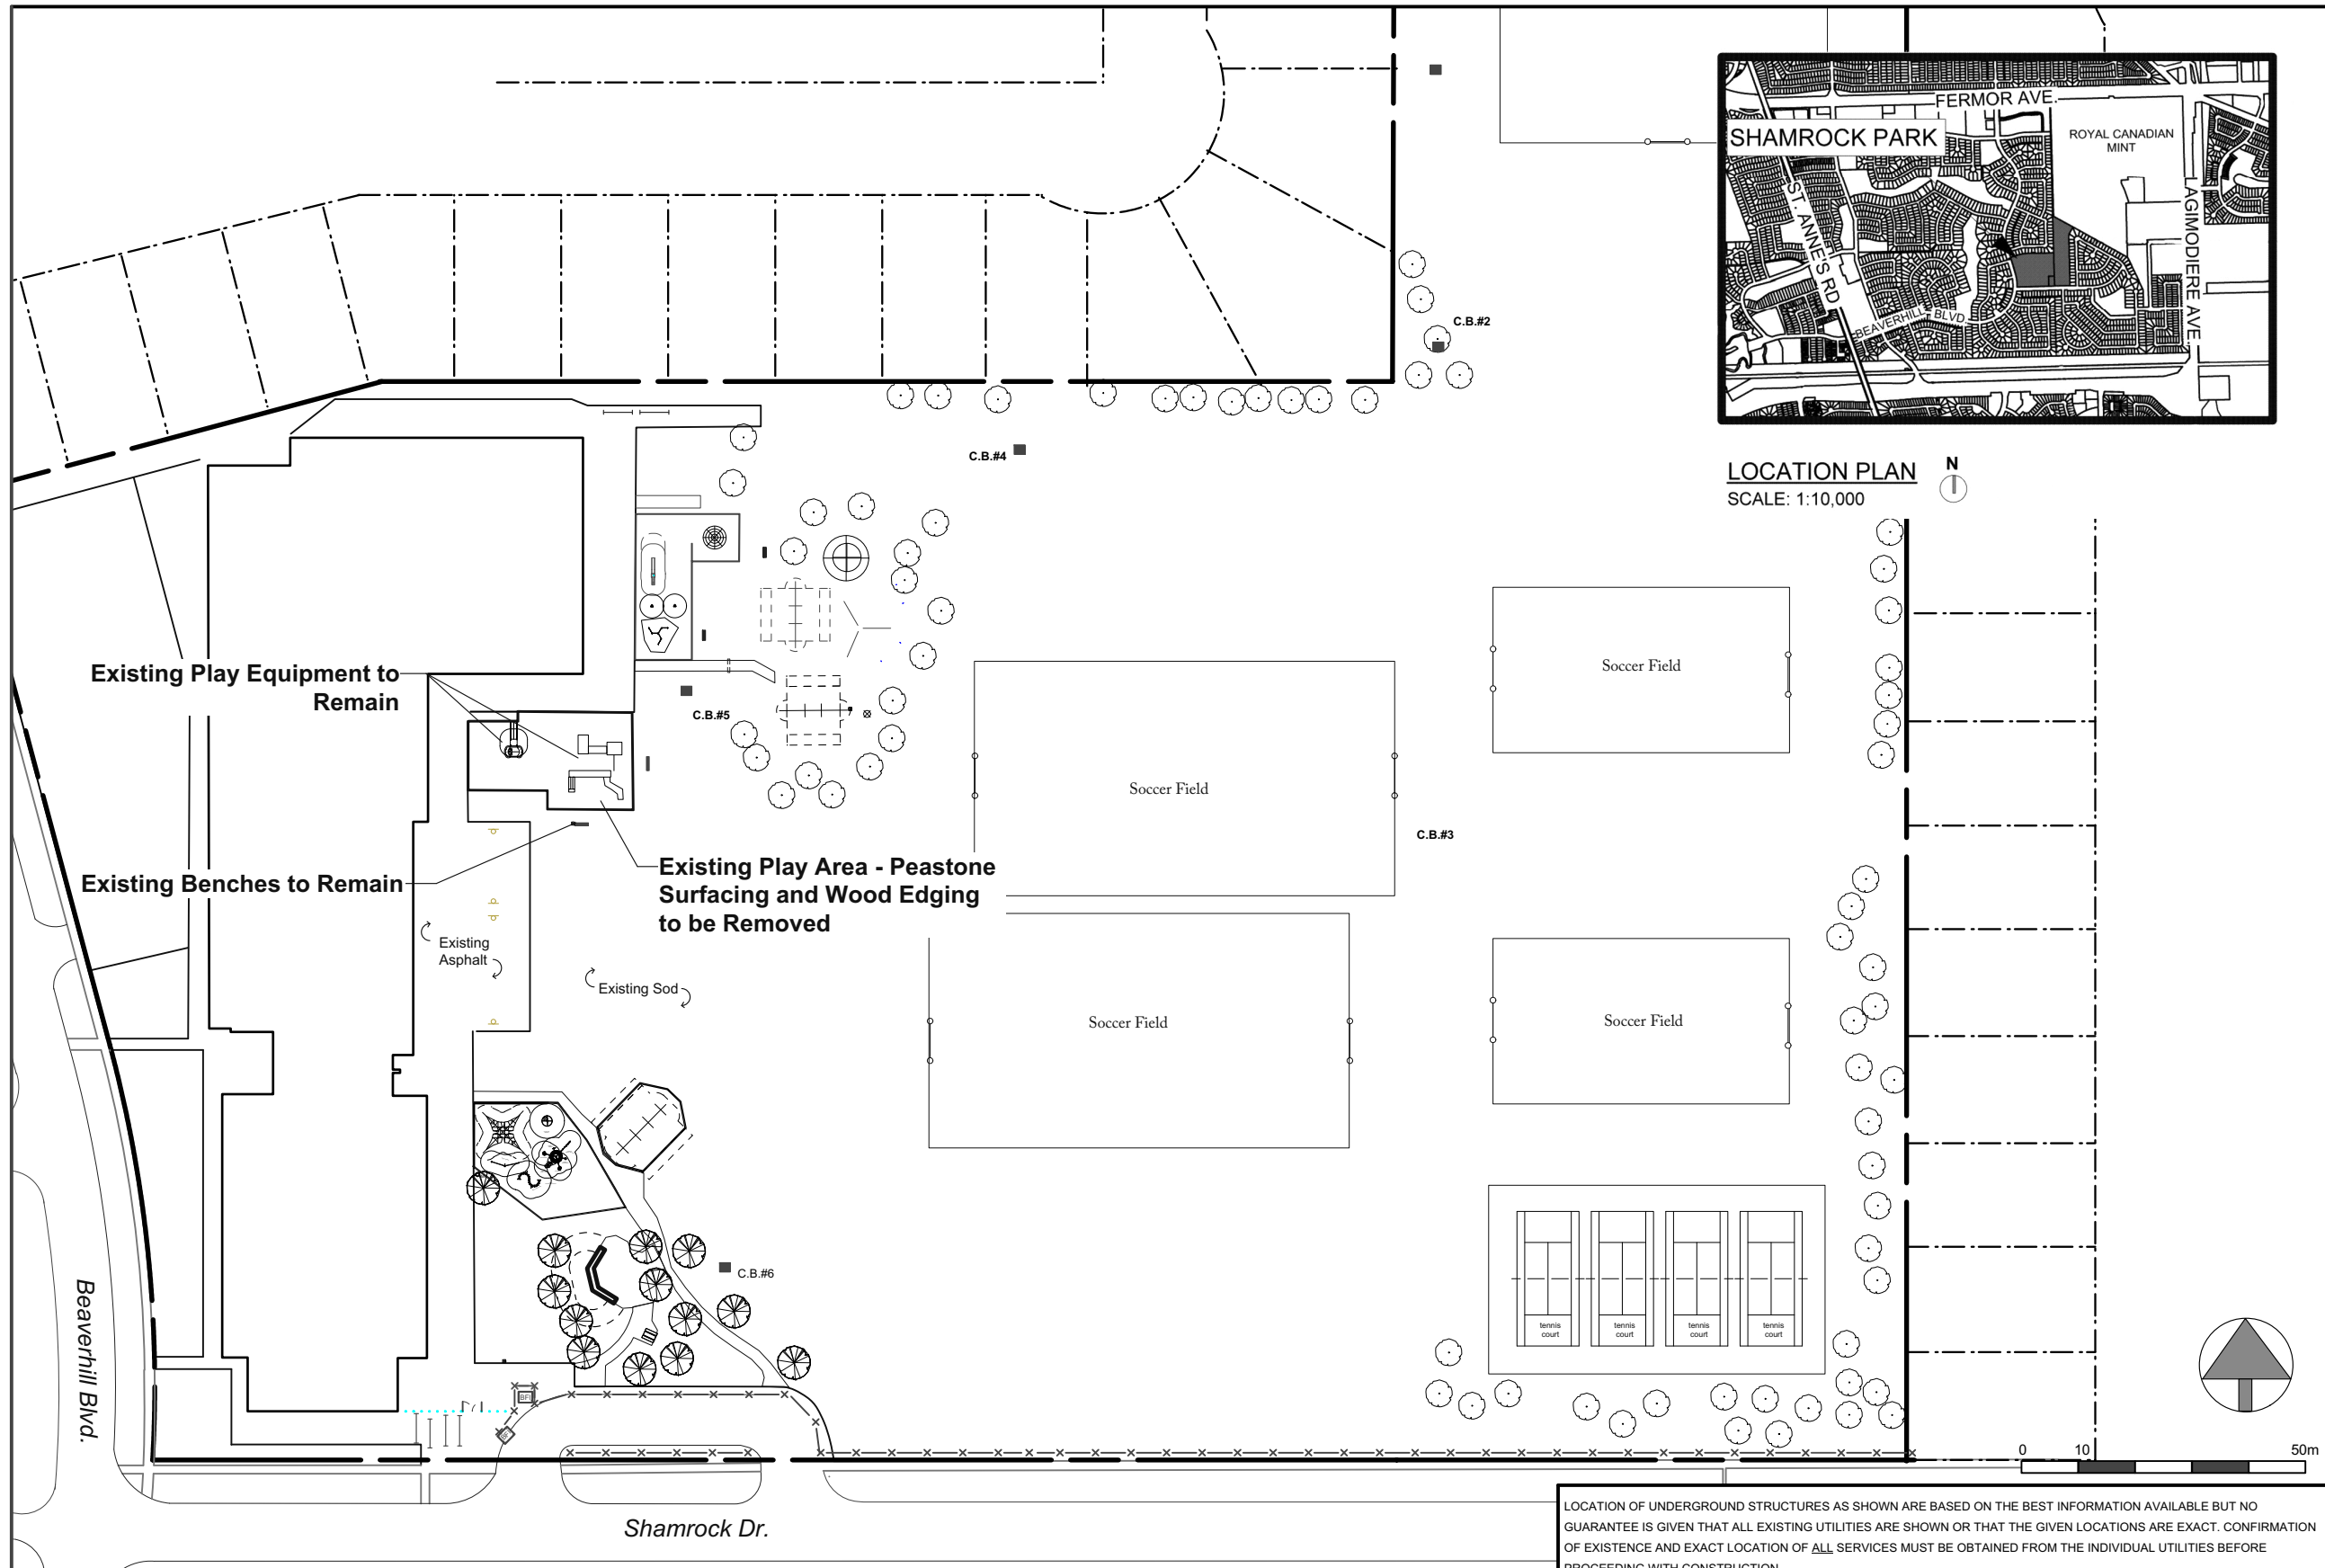 FERMOR AVE.
SHAMROCK PARK
ROYAL CANADIAN
MINT
ST. ANNE'S RD
LAGIMODIERE AVE.
BEAVERHILL BLVD
C.B.#2
C.B.#4
LOCATION PLAN
N
SCALE: 1:10,000
Existing Play Equipment to
Remain
Soccer Field
C.B.#5
Soccer Field
C.B.#3
Existing Play Area - Peastone
Surfacing and Wood Edging
to be Removed
Existing Benches to Remain
Existing
Asphalt
Existing Sod
Soccer Field
Soccer Field
C.B.#6
tennis
court
tennis
court
tennis
court
tennis
court
Beaverhill Blvd.
BFI
0 10 50m
Shamrock Dr.
LOCATION OF UNDERGROUND STRUCTURES AS SHOWN ARE BASED ON THE BEST INFORMATION AVAILABLE BUT NO
GUARANTEE IS GIVEN THAT ALL EXISTING UTILITIES ARE SHOWN OR THAT THE GIVEN LOCATIONS ARE EXACT. CONFIRMATION
OF EXISTENCE AND EXACT LOCATION OF ALL SERVICES MUST BE OBTAINED FROM THE INDIVIDUAL UTILITIES BEFORE
PROCEEDING WITH CONSTRUCTION